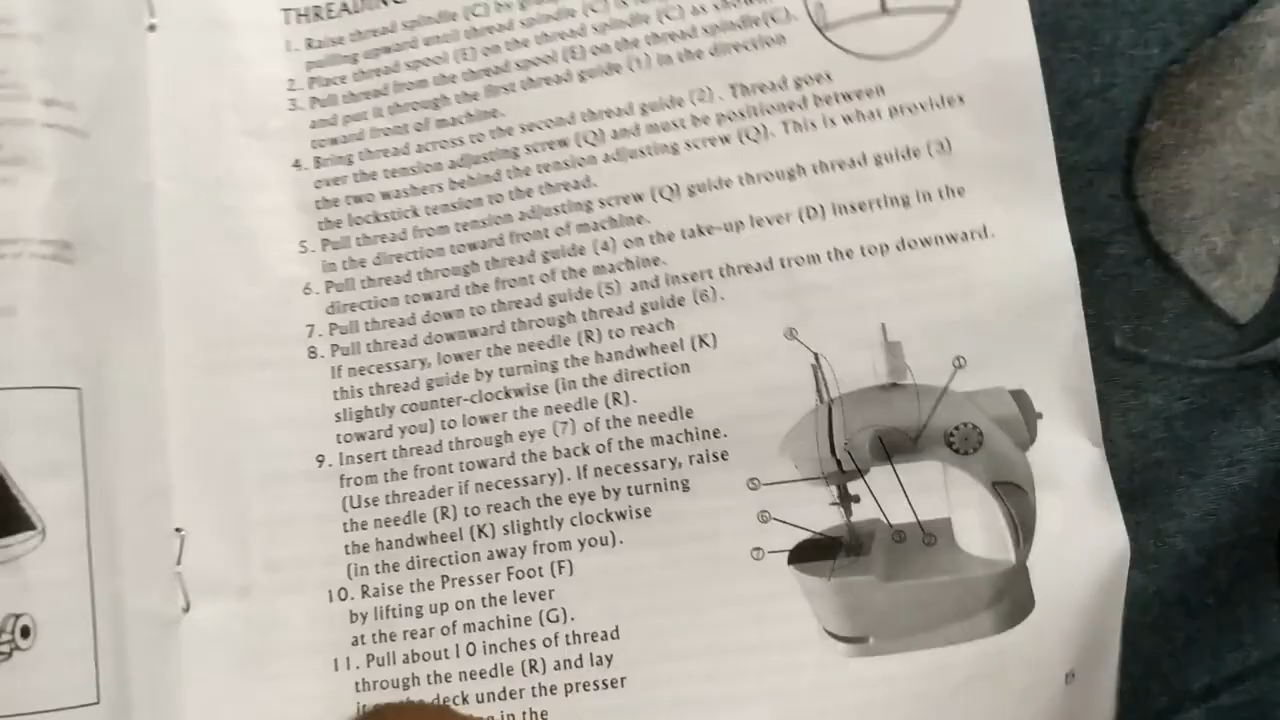 THREADING
1. Raise thread spindle (C) by
pulling upward until thread spindle (C) is
2. Place thread spool (E) on the thread spindle (C) as
3. Pull thread from the thread spool (E) on the thread spindle (C).
and put it through the first thread guide (1) in the direction
toward front of machine.
4. Bring thread across to the second thread guide (2). Thread goes
over the tension adjusting screw (Q) and must be positioned between
the two washers behind the tension adjusting screw (Q). This is what provides
the lockstick tension to the thread.
5. Pull thread from tension adjusting screw (Q) guide through thread guide (3)
in the direction toward front of machine.
6. Pull thread through thread guide (4) on the take-up lever (D) inserting in the
direction toward the front of the machine.
7. Pull thread down to thread guide (5) and insert thread from the top downward.
8. Pull thread downward through thread guide (6).
If necessary, lower the needle (R) to reach
this thread guide by turning the handwheel (K)
slightly counter-clockwise (in the direction
toward you) to lower the needle (R).
9. Insert thread through eye (7) of the needle
from the front toward the back of the machine.
(Use threader if necessary). If necessary, raise
the needle (R) to reach the eye by turning
the handwheel (K) slightly clockwise
(in the direction away from you).
10. Raise the Presser Foot (F)
by lifting up on the lever
at the rear of machine (G).
11. Pull about 10 inches of thread
through the needle (R) and lay
deck under the presser
in the
④
①
⑤
⑥
⑦
③
②